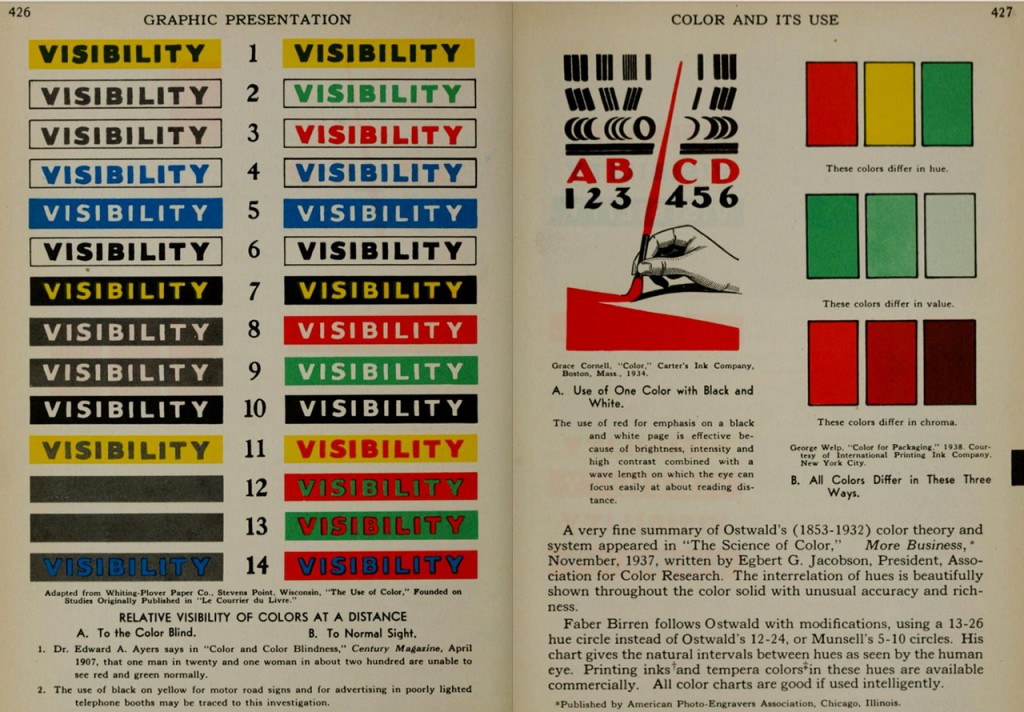 426
GRAPHIC PRESENTATION
VISIBILITY 1 VISIBILITY
VISIBILITY 2 VISIBILITY
VISIBILITY 3 VISIBILITY
VISIBILITY 4 VISIBILITY
VISIBILITY 5 VISIBILITY
VISIBILITY 6 VISIBILITY
VISIBILITY 7 VISIBILITY
VISIBILITY 8 VISIBILITY
VISIBILITY 9 VISIBILITY
VISIBILITY 10 VISIBILITY
VISIBILITY 11 VISIBILITY
12 VISIBILITY
13 VISIBILITY
VISIBILITY 14 VISIBILITY
Adapted from Whiting-Plover Paper Co., Stevens Point, Wisconsin, "The Use of Color," Founded on
Studies Originally Published in "Le Courrier du Livre."
RELATIVE VISIBILITY OF COLORS AT A DISTANCE
A. To the Color Blind. B. To Normal Sight.
1. Dr. Edward A. Ayers says in "Color and Color Blindness," Century Magazine, April
1907, that one man in twenty and one woman in about two hundred are unable to
see red and green normally.
2. The use of black on yellow for motor road signs and for advertising in poorly lighted
telephone booths may be traced to this investigation.
COLOR AND ITS USE
427
AB CD
123 456
Grace Cornell, "Color," Carter's Ink Company,
Boston, Mass., 1934.
A. Use of One Color with Black and
White.
The use of red for emphasis on a black
and white page is effective be-
cause of brightness, intensity and
high contrast combined with a
wave length on which the eye can
focus easily at about reading dis-
tance.
These colors differ in hue.
These colors differ in value.
These colors differ in chroma.
George Welp, "Color for Packaging," 1938. Cour-
tesy of International Printing Ink Company,
New York City.
B. All Colors Differ in These Three
Ways.
A very fine summary of Ostwald's (1853-1932) color theory and
system appeared in "The Science of Color," More Business,*
November, 1937, written by Egbert G. Jacobson, President, Asso-
ciation for Color Research. The interrelation of hues is beautifully
shown throughout the color solid with unusual accuracy and rich-
ness.
Faber Birren follows Ostwald with modifications, using a 13-26
hue circle instead of Ostwald's 12-24, or Munsell's 5-10 circles. His
chart gives the natural intervals between hues as seen by the human
eye. Printing inks† and tempera colors‡ in these hues are available
commercially. All color charts are good if used intelligently.
*Published by American Photo-Engravers Association, Chicago, Illinois.